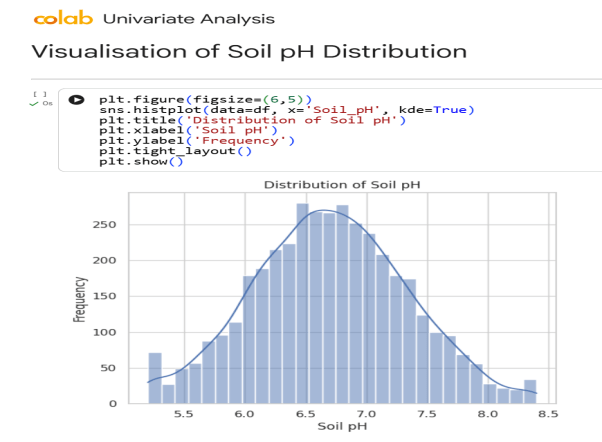 colab Univariate Analysis
Visualisation of Soil pH Distribution
[ ]
0s
plt.figure(figsize=(6,5))
sns.histplot(data=df, x='Soil_pH', kde=True)
plt.title('Distribution of Soil pH')
plt.xlabel('Soil pH')
plt.ylabel('Frequency')
plt.tight_layout()
plt.show()
Distribution of Soil pH
250
200
150
100
50
0
Frequency
5.5 6.0 6.5 7.0 7.5 8.0 8.5
Soil pH